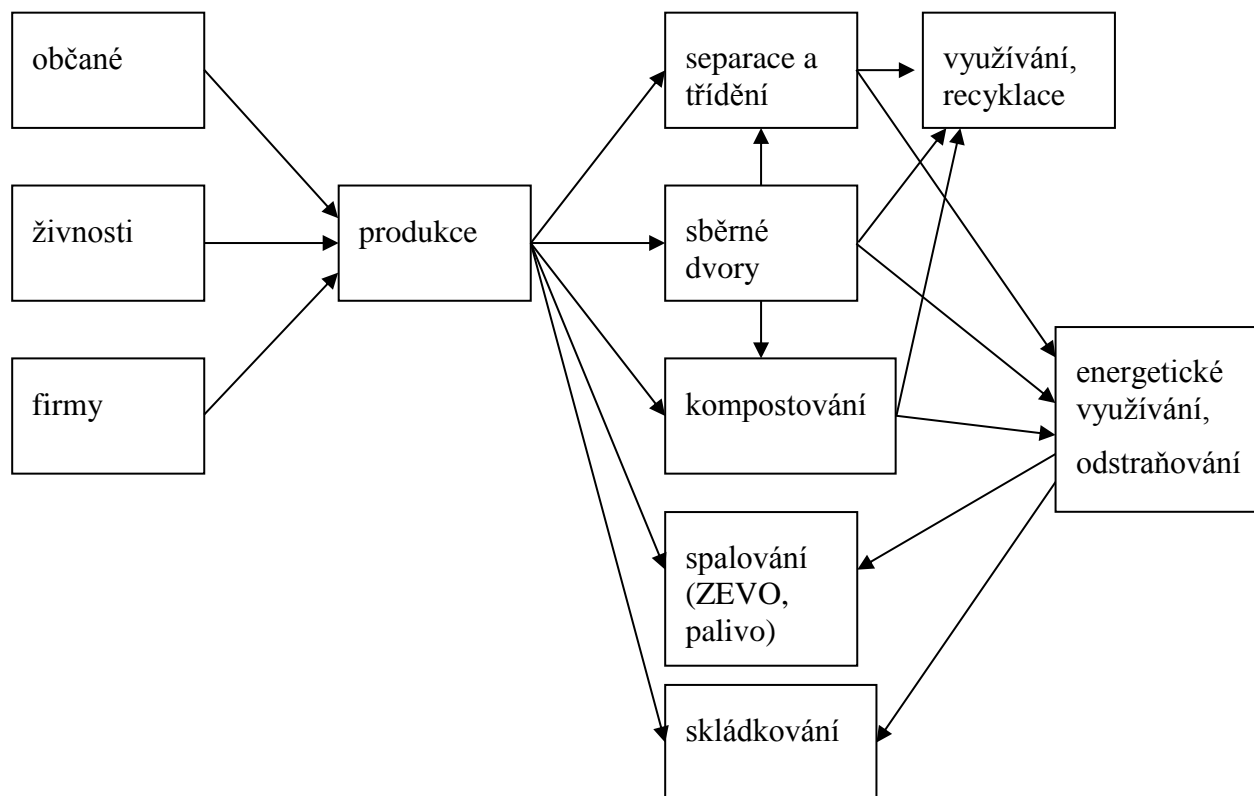 občané
živnosti
firmy
produkce
separace a
třídění
sběrné
dvory
kompostování
spalování
(ZEVO,
palivo)
skládkování
využívání,
recyklace
energetické
využívání,
odstraňování